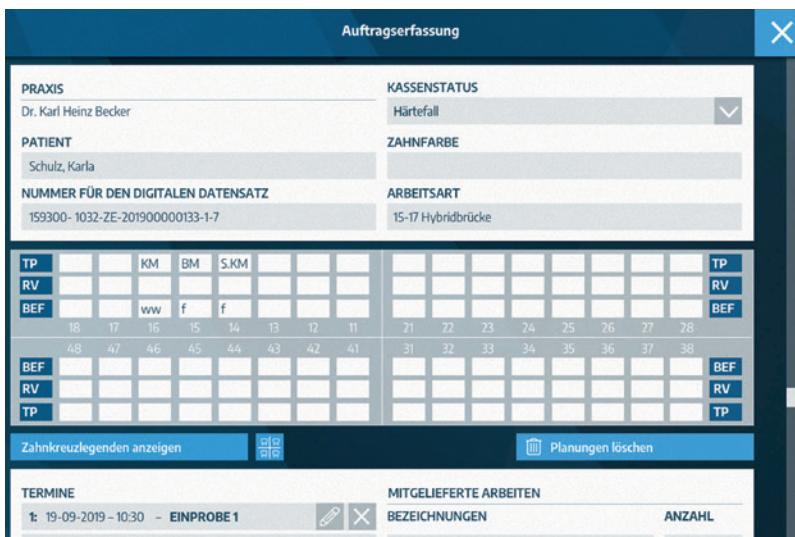 Auftragserfassung
PRAXIS
Dr. Karl Heinz Becker
KASSENSTATUS
Härtefall
PATIENT
Schulz, Karla
ZAHNFARBE
NUMMER FÜR DEN DIGITALEN DATENSATZ
159300- 1032-ZE-201900000133-1-7
ARBEITSART
15-17 Hybridbrücke
TP KM BM S.KM TP
RV RV
BEF ww f f BEF
18 17 16 15 14 13 12 11 21 22 23 24 25 26 27 28
48 47 46 45 44 43 42 41 31 32 33 34 35 36 37 38
BEF BEF
RV RV
TP TP
Zahnkreuzlegenden anzeigen
Planungen löschen
TERMINE
1: 19-09-2019 – 10:30 – EINPROBE 1
MITGELIEFERTE ARBEITEN
BEZEICHNUNGEN ANZAHL